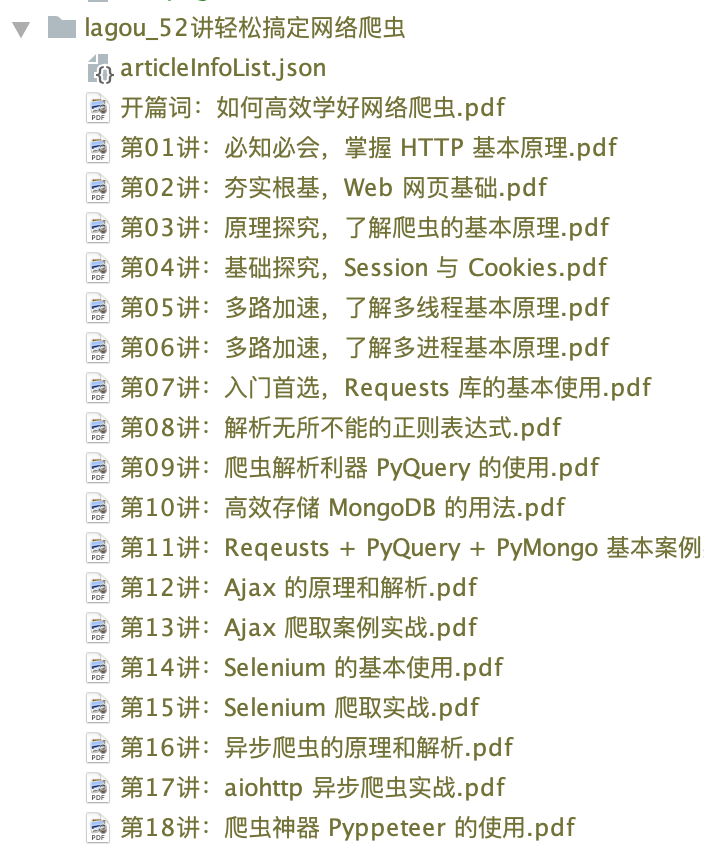 lagou_52讲轻松搞定网络爬虫
articleInfoList.json
开篇词：如何高效学好网络爬虫.pdf
第01讲：必知必会，掌握 HTTP 基本原理.pdf
第02讲：夯实根基，Web 网页基础.pdf
第03讲：原理探究，了解爬虫的基本原理.pdf
第04讲：基础探究，Session 与 Cookies.pdf
第05讲：多路加速，了解多线程基本原理.pdf
第06讲：多路加速，了解多进程基本原理.pdf
第07讲：入门首选，Requests 库的基本使用.pdf
第08讲：解析无所不能的正则表达式.pdf
第09讲：爬虫解析利器 PyQuery 的使用.pdf
第10讲：高效存储 MongoDB 的用法.pdf
第11讲：Reqeusts + PyQuery + PyMongo 基本案例
第12讲：Ajax 的原理和解析.pdf
第13讲：Ajax 爬取案例实战.pdf
第14讲：Selenium 的基本使用.pdf
第15讲：Selenium 爬取实战.pdf
第16讲：异步爬虫的原理和解析.pdf
第17讲：aiohttp 异步爬虫实战.pdf
第18讲：爬虫神器 Pyppeteer 的使用.pdf